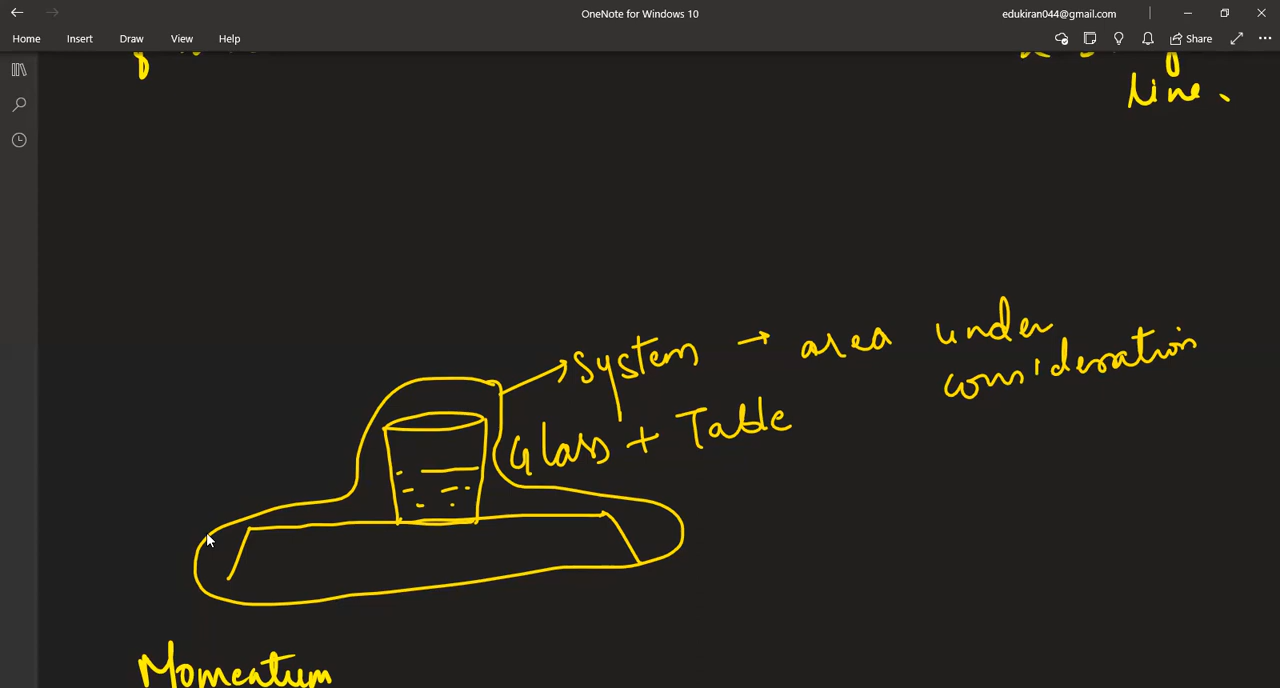 OneNote for Windows 10
edukiran044@gmail.com
Home Insert Draw View Help
Share
line.
System → area under
consideration
Glass + Table
Momentum